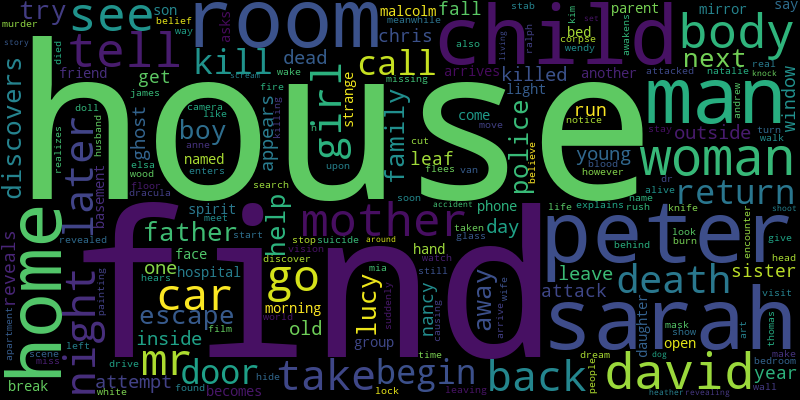 try
see
room
child
body
son
belief
way
murder
malcolm
chris
asks
fall
stab
kim
corpse
wendy
awakens
parent
another
mirror
say
next
window
discovers
tell
kill
dead
bed
call
story
died
missing
also
set
living
ralph
arrives
killed
attacked
natalie
real
knock
friend
get
doll
james
husband
wood
realizes
house
camera
like
girl
strange
family
fire
wake
scream
killing
come
move
light
run
notice
man
woman
andrew
stay
turn
walk
outside
dr
alive
later
ghost
boy
named
anne
appears
police
believe
young
blood
however
elsa
basement
floor
dracula
enters
cut
upon
leaf
flees
van
return
home
night
spirit
meet
search
help
mother
soon
accident
phone
day
taken
glass
life
explains
name
rush
knife
shoot
peter
father
face
start
stop
suicide
around
vision
hand
watch
still
go
discover
behind
look
burn
encounter
give
head
reveals
apartment
revealed
painting
one
hears
hospital
car
morning
lucy
mia
suddenly
nancy
causing
away
arrive
wife
leave
death
sister
visit
find
escape
film
world
old
group
attack
daughter
mask
show
open
art
thomas
sarah
mr
inside
door
time
dream
people
dog
make
bedroom
wall
year
scene
miss
left
drive
attempt
found
becomes
hide
take
begin
lock
leaving
back
david
heather
revealing
break
white
meanwhile